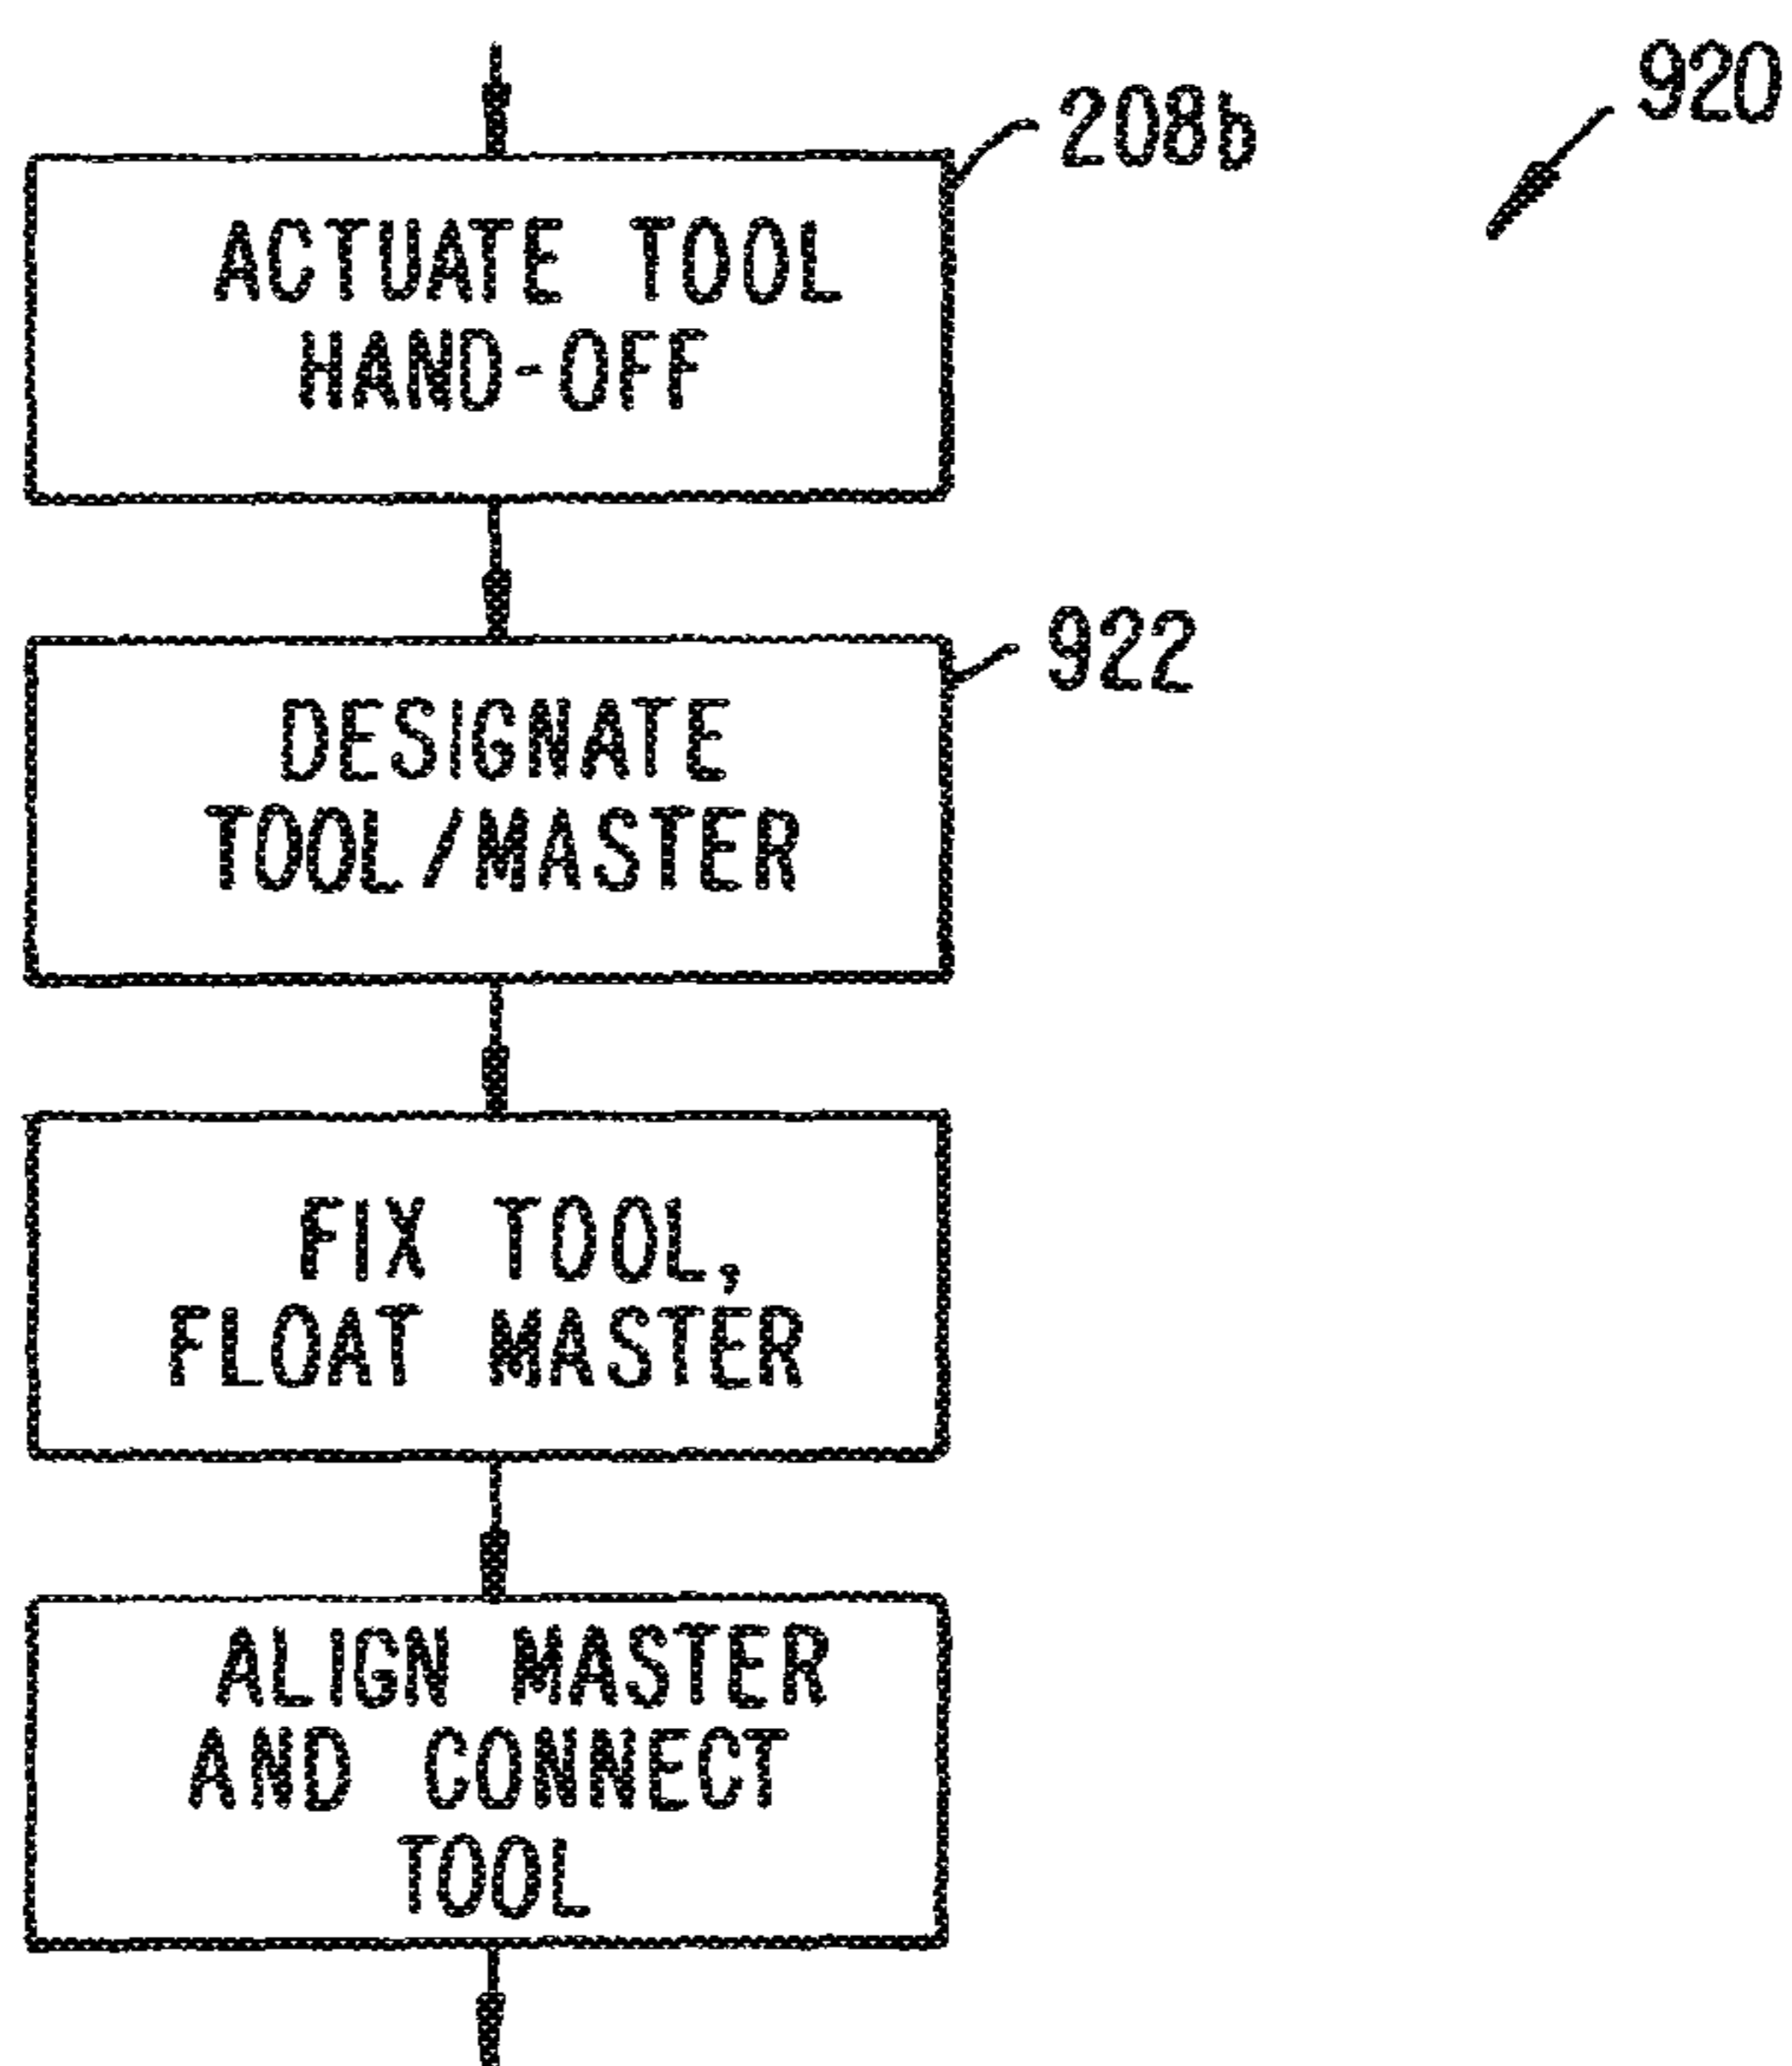 920
208b
ACTUATE TOOL
HAND-OFF
922
DESIGNATE
TOOL/MASTER
FIX TOOL,
FLOAT MASTER
ALIGN MASTER
AND CONNECT
TOOL